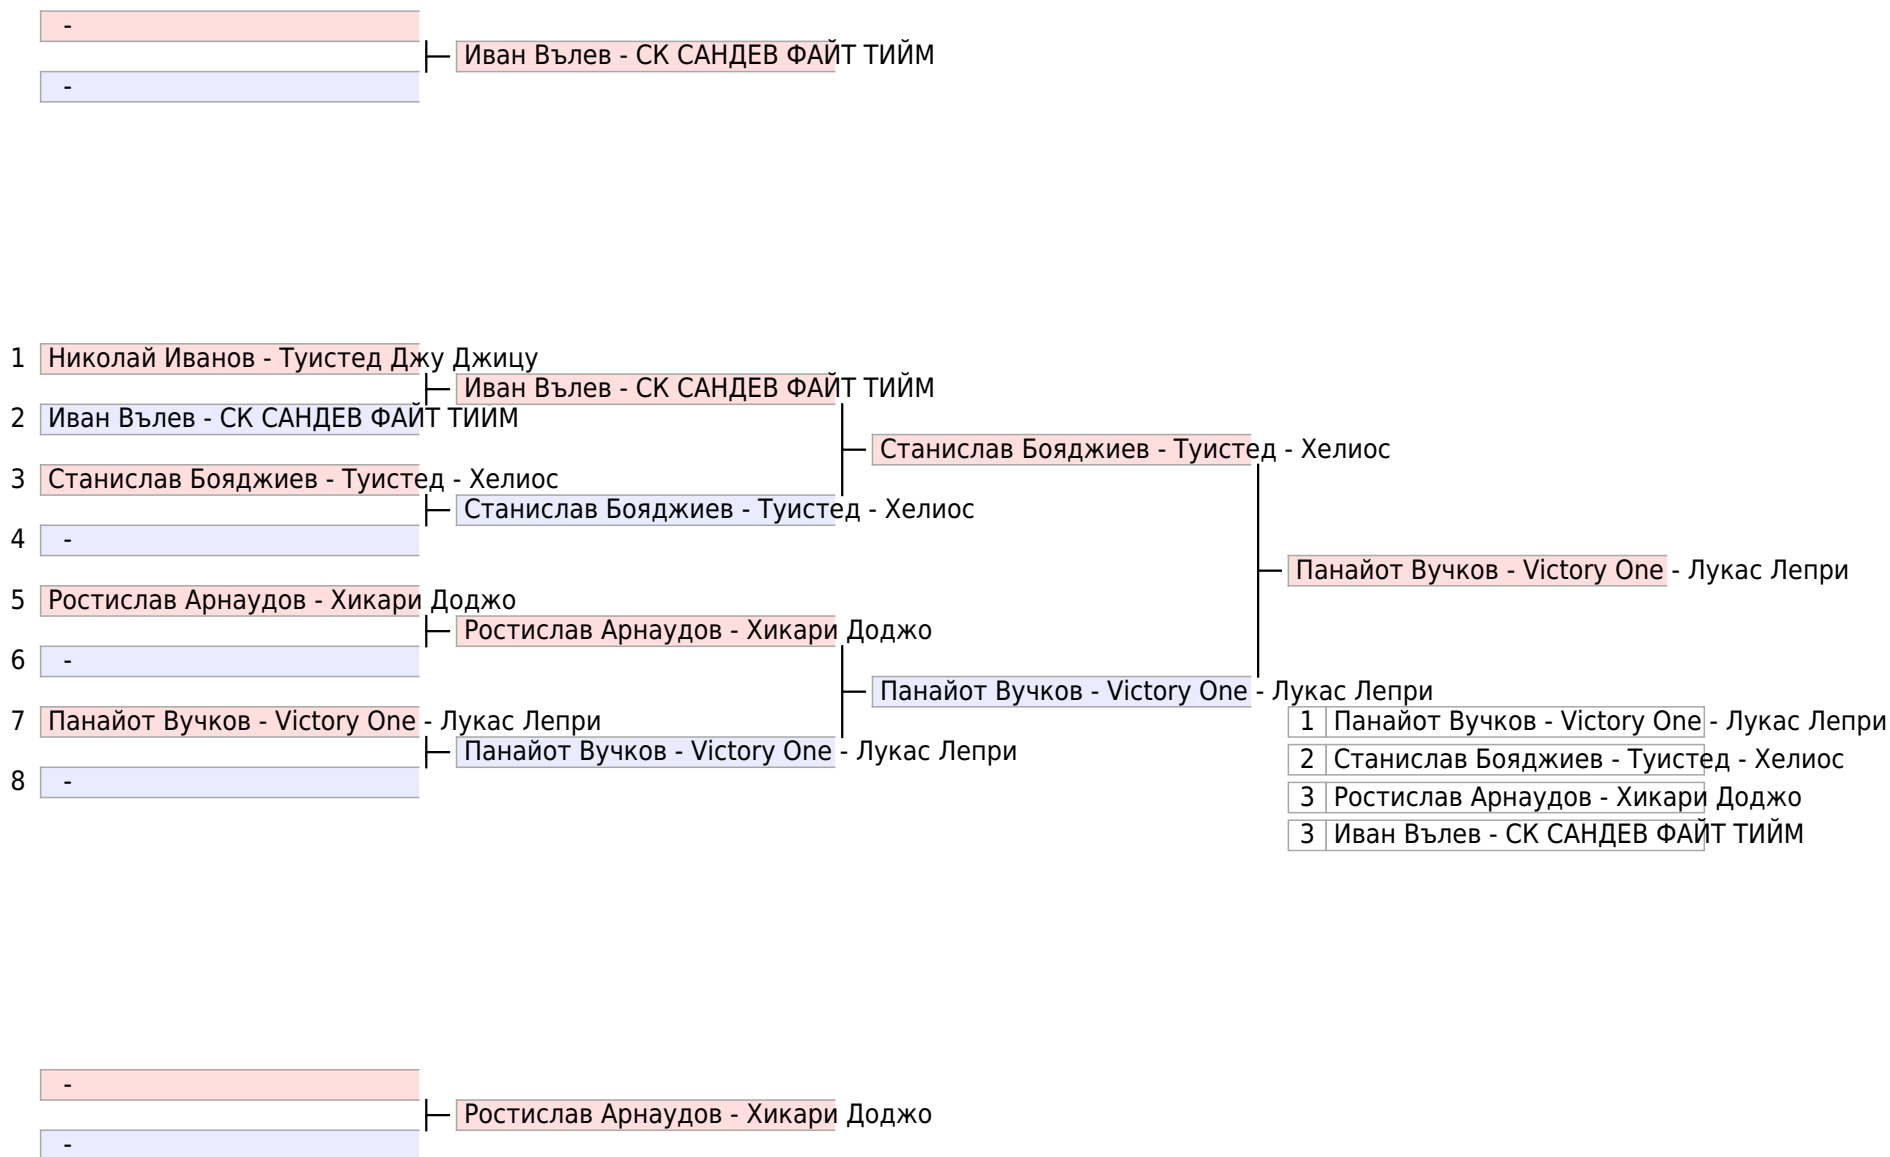 -
Иван Вълев - СК САНДЕВ ФАЙТ ТИЙМ
-
1 Николай Иванов - Туистед Джу Джицу
Иван Вълев - СК САНДЕВ ФАЙТ ТИЙМ
2 Иван Вълев - СК САНДЕВ ФАЙТ ТИЙМ
Станислав Бояджиев - Туистед - Хелиос
3 Станислав Бояджиев - Туистед - Хелиос
Станислав Бояджиев - Туистед - Хелиос
4 -
Панайот Вучков - Victory One - Лукас Лепри
5 Ростислав Арнаудов - Хикари Доджо
Ростислав Арнаудов - Хикари Доджо
6 -
Панайот Вучков - Victory One - Лукас Лепри
7 Панайот Вучков - Victory One - Лукас Лепри
1 Панайот Вучков - Victory One - Лукас Лепри
Панайот Вучков - Victory One - Лукас Лепри
2 Станислав Бояджиев - Туистед - Хелиос
8 -
3 Ростислав Арнаудов - Хикари Доджо
3 Иван Вълев - СК САНДЕВ ФАЙТ ТИЙМ
-
Ростислав Арнаудов - Хикари Доджо
-